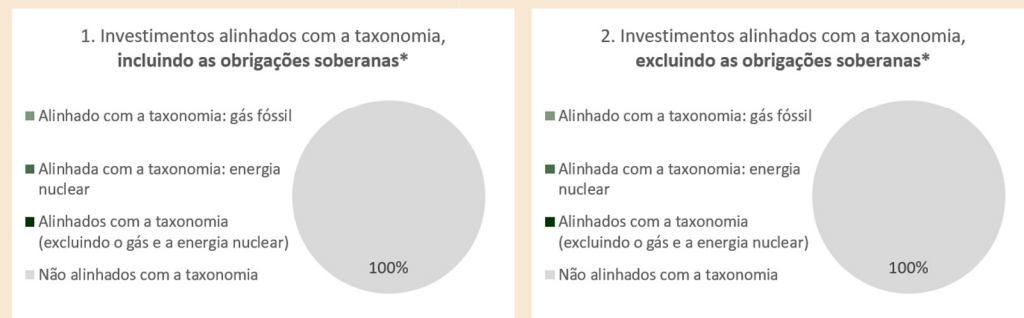 1. Investimentos alinhados com a taxonomia,
incluindo as obrigações soberanas*
Alinhado com a taxonomia: gás fóssil
Alinhada com a taxonomia: energia
nuclear
Alinhados com a taxonomia
(excluindo o gás e a energia nuclear)
Não alinhados com a taxonomia
100%
2. Investimentos alinhados com a taxonomia,
excluindo as obrigações soberanas*
Alinhado com a taxonomia: gás fóssil
Alinhada com a taxonomia: energia
nuclear
Alinhados com a taxonomia
(excluindo o gás e a energia nuclear)
Não alinhados com a taxonomia
100%